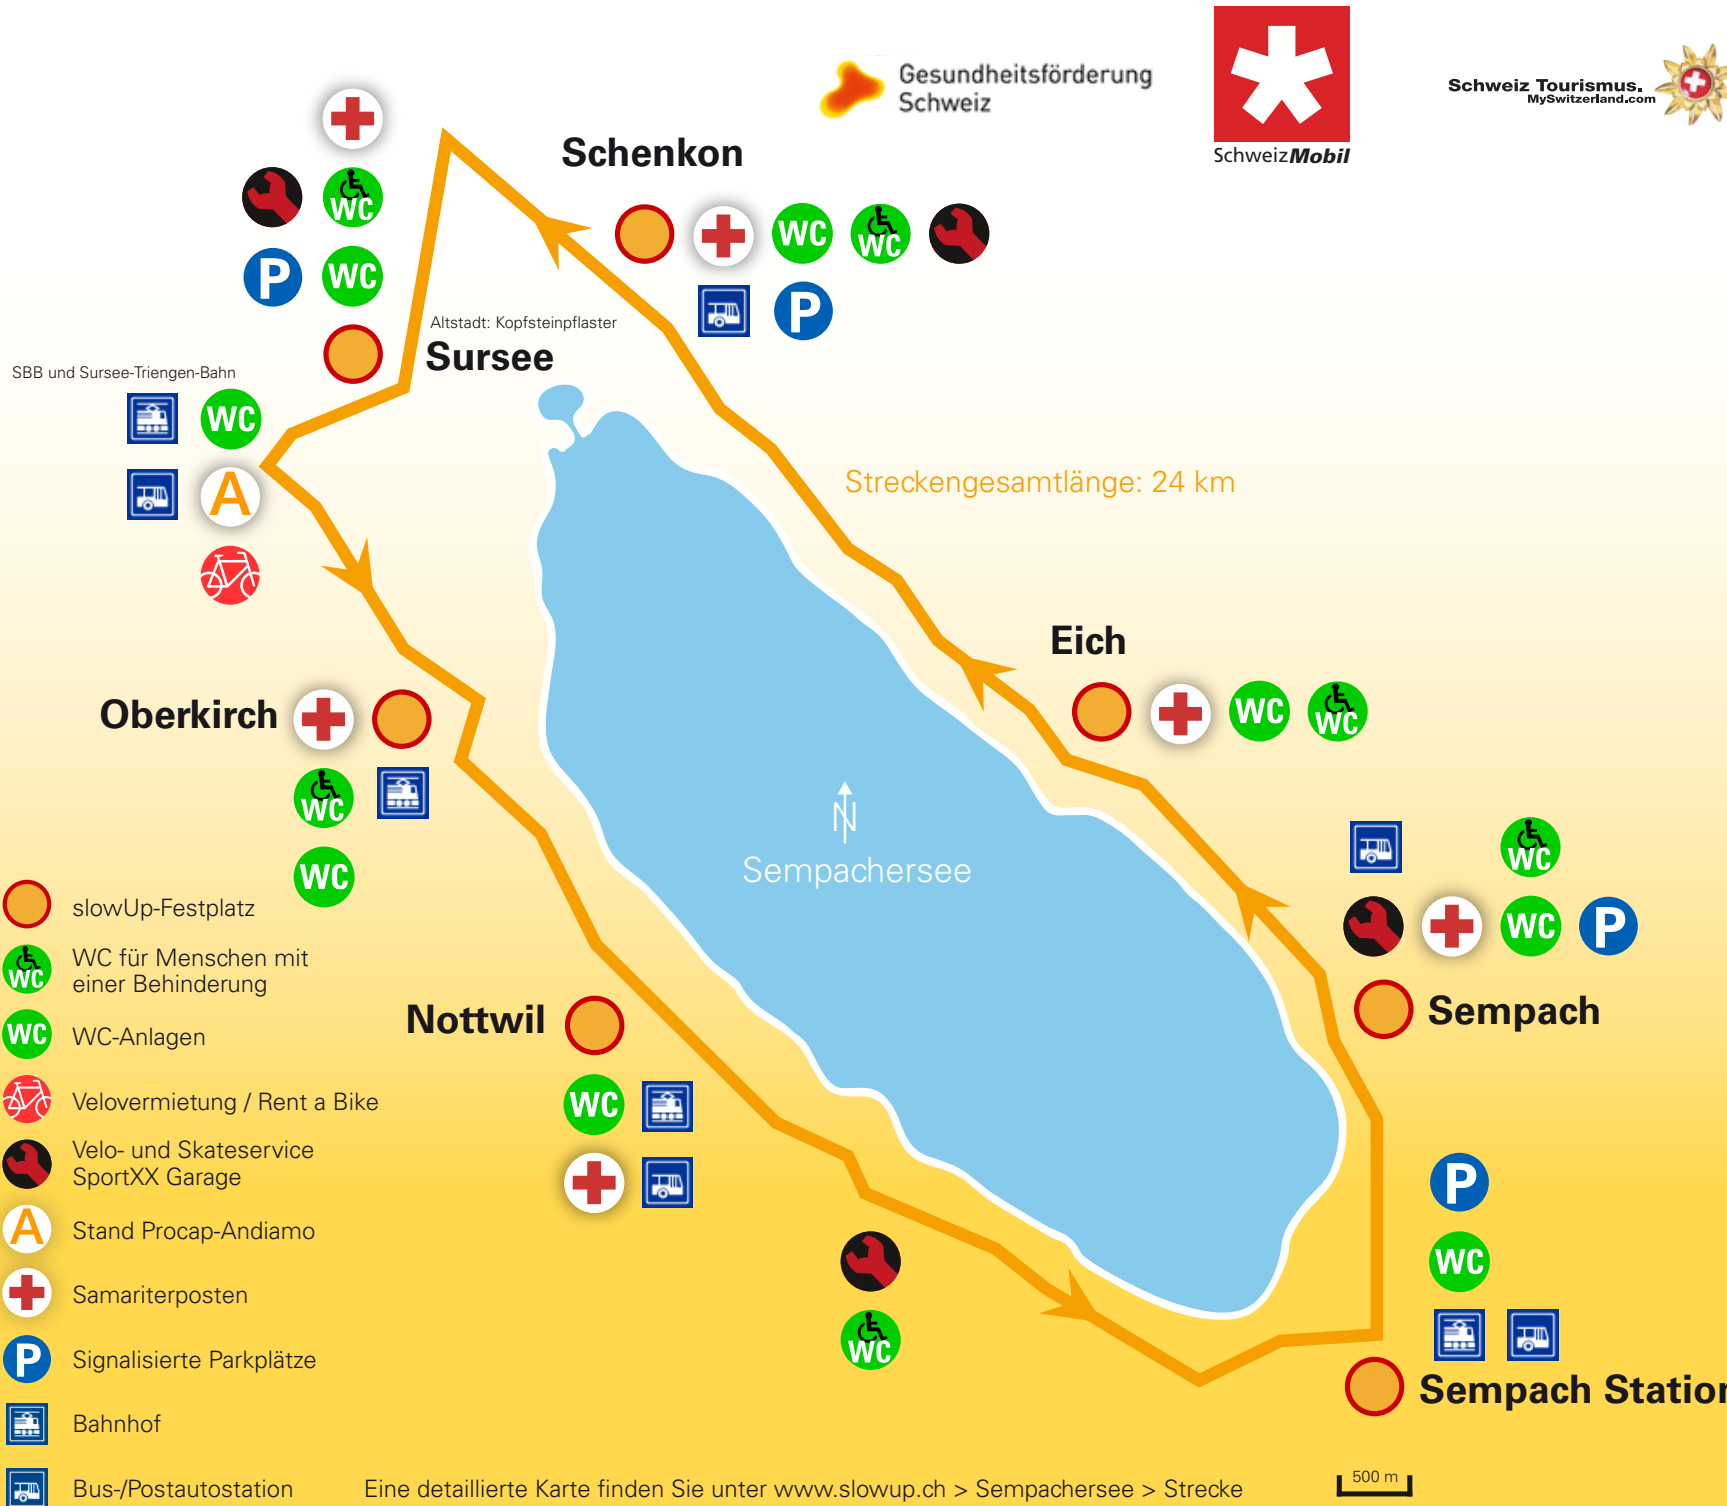 Gesundheitsförderung
Schweiz
SchweizMobil
Schweiz Tourismus.
MySwitzerland.com
Schenkon
WC
WC
P
WC
P
WC
Altstadt: Kopfsteinpflaster
Sursee
SBB und Sursee-Triengen-Bahn
WC
A
Streckengesamtlänge: 24 km
Eich
WC
WC
Oberkirch
WC
WC
N
Sempachersee
WC
WC
P
Sempach
Nottwil
WC
WC
P
WC
Sempach Station
slowUp-Festplatz
WC
WC für Menschen mit
einer Behinderung
WC
WC-Anlagen
Velovermietung / Rent a Bike
Velo- und Skateservice
SportXX Garage
A
Stand Procap-Andiamo
Samariterposten
P
Signalisierte Parkplätze
Bahnhof
Bus-/Postautostation
Eine detaillierte Karte finden Sie unter www.slowup.ch > Sempachersee > Strecke
500 m